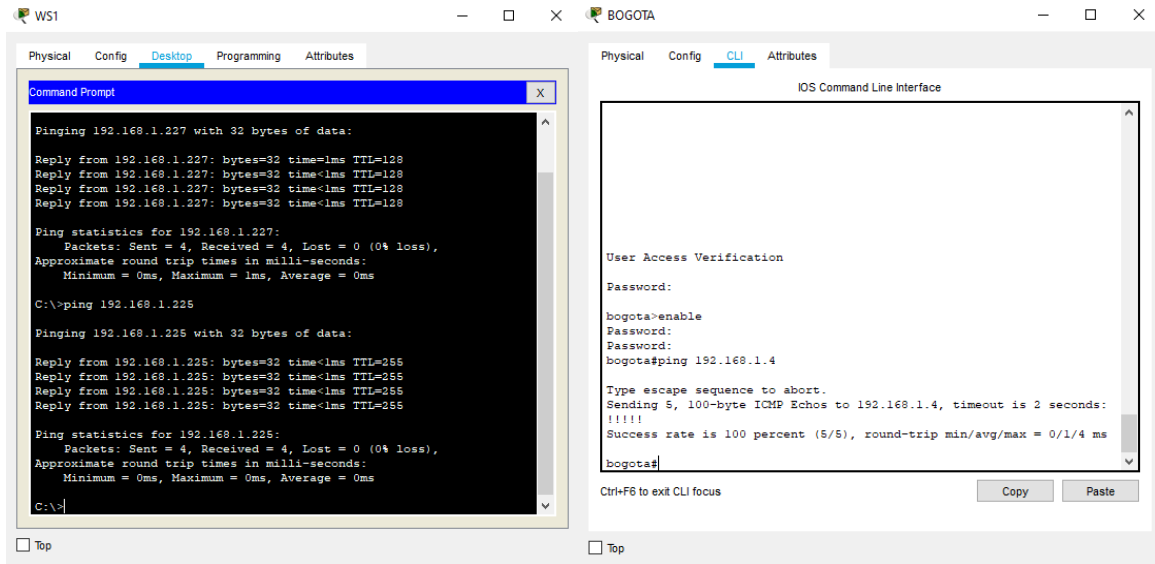 WS1
Physical Config Desktop Programming Attributes
Command Prompt X
Pinging 192.168.1.227 with 32 bytes of data:
Reply from 192.168.1.227: bytes=32 time=1ms TTL=128
Reply from 192.168.1.227: bytes=32 time<1ms TTL=128
Reply from 192.168.1.227: bytes=32 time<1ms TTL=128
Reply from 192.168.1.227: bytes=32 time<1ms TTL=128
Ping statistics for 192.168.1.227:
Packets: Sent = 4, Received = 4, Lost = 0 (0% loss),
Approximate round trip times in milli-seconds:
Minimum = 0ms, Maximum = 1ms, Average = 0ms
C:\>ping 192.168.1.225
Pinging 192.168.1.225 with 32 bytes of data:
Reply from 192.168.1.225: bytes=32 time<1ms TTL=255
Reply from 192.168.1.225: bytes=32 time<1ms TTL=255
Reply from 192.168.1.225: bytes=32 time<1ms TTL=255
Reply from 192.168.1.225: bytes=32 time<1ms TTL=255
Ping statistics for 192.168.1.225:
Packets: Sent = 4, Received = 4, Lost = 0 (0% loss),
Approximate round trip times in milli-seconds:
Minimum = 0ms, Maximum = 0ms, Average = 0ms
C:\>
Top
BOGOTA
Physical Config CLI Attributes
IOS Command Line Interface
User Access Verification
Password:
bogota>enable
Password:
Password:
bogota#ping 192.168.1.4
Type escape sequence to abort.
Sending 5, 100-byte ICMP Echos to 192.168.1.4, timeout is 2 seconds:
!!!!!
Success rate is 100 percent (5/5), round-trip min/avg/max = 0/1/4 ms
bogota#
Ctrl+F6 to exit CLI focus
Copy Paste
Top